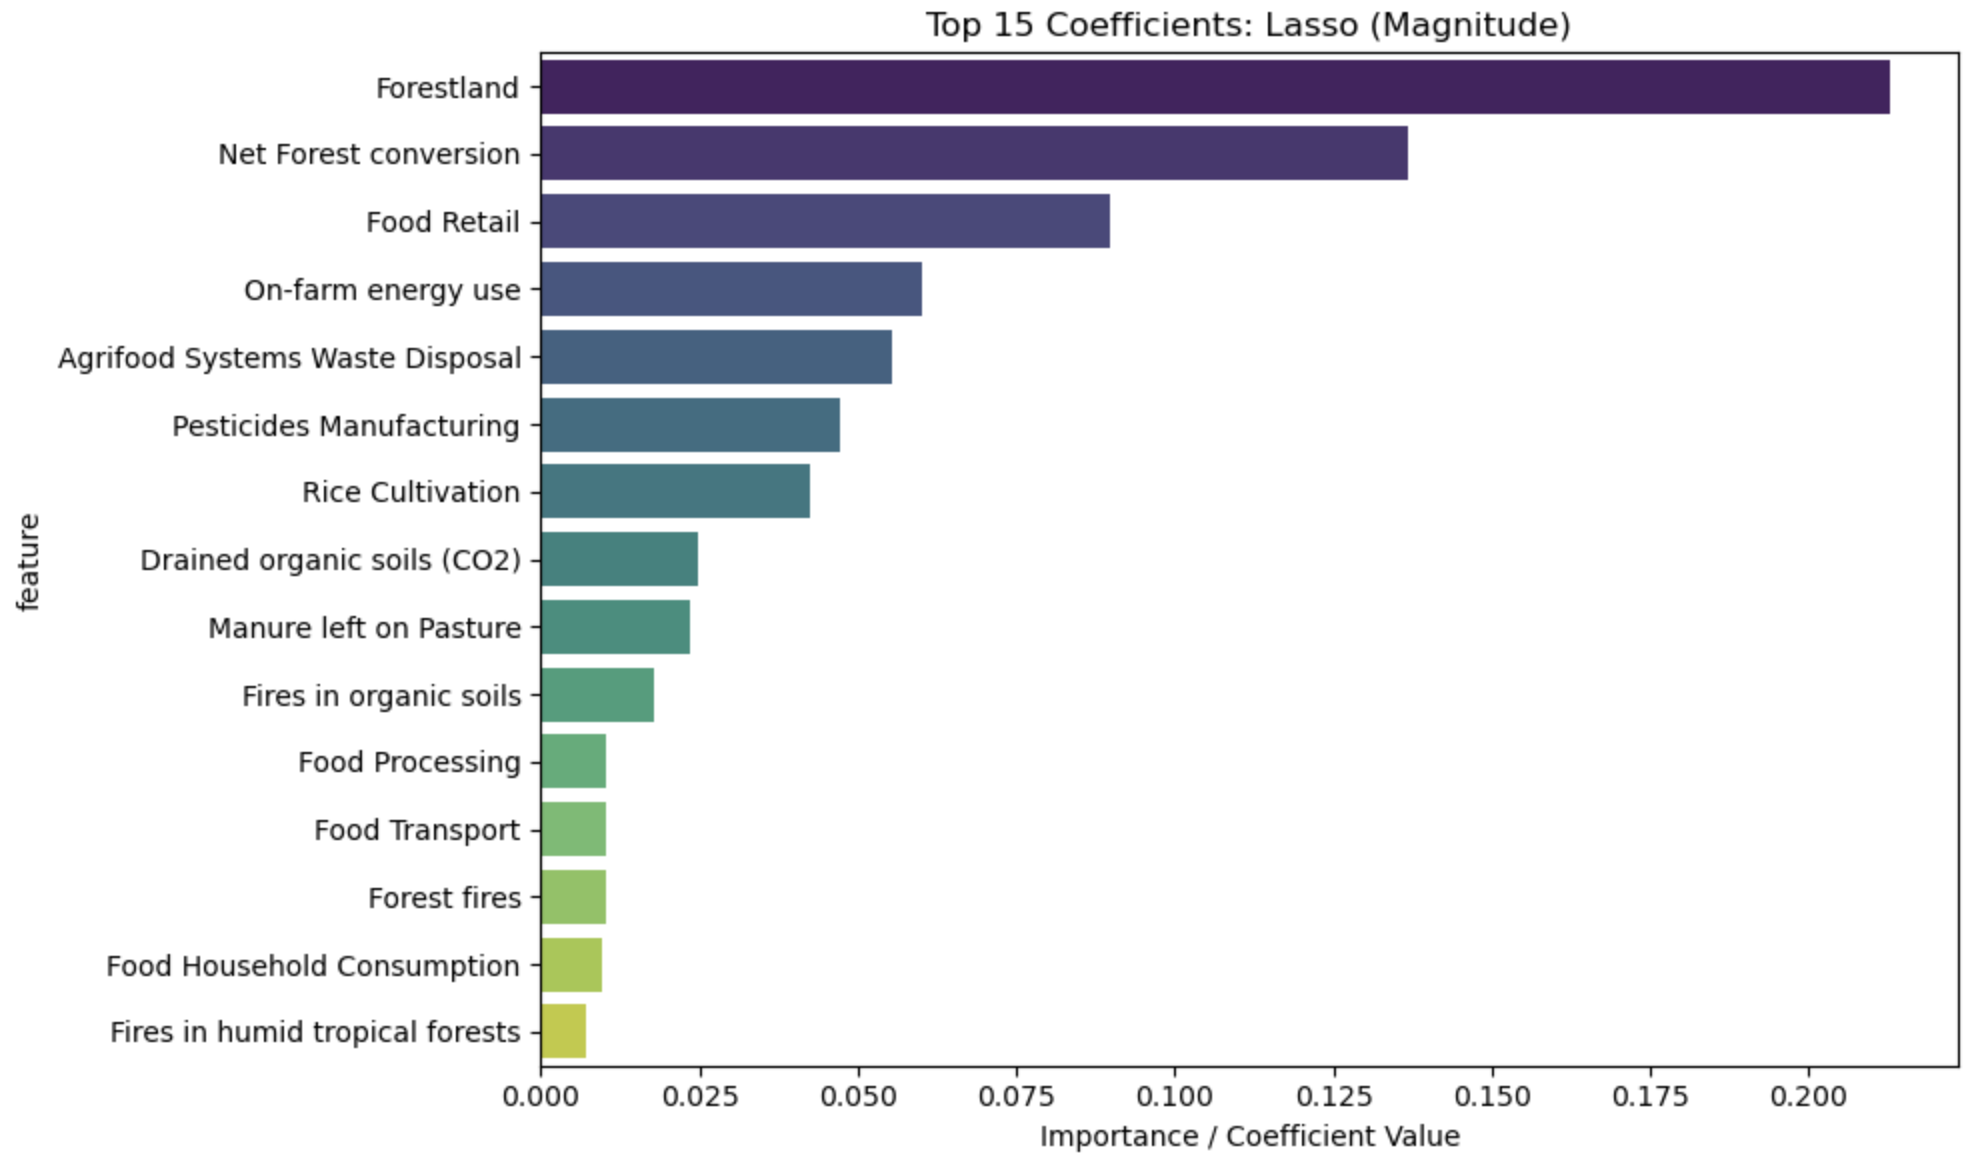 Top 15 Coefficients: Lasso (Magnitude)
Forestland
Net Forest conversion
Food Retail
On-farm energy use
Agrifood Systems Waste Disposal
Pesticides Manufacturing
Rice Cultivation
Drained organic soils (CO2)
Manure left on Pasture
Fires in organic soils
Food Processing
Food Transport
Forest fires
Food Household Consumption
Fires in humid tropical forests
feature
0.000 0.025 0.050 0.075 0.100 0.125 0.150 0.175 0.200
Importance / Coefficient Value